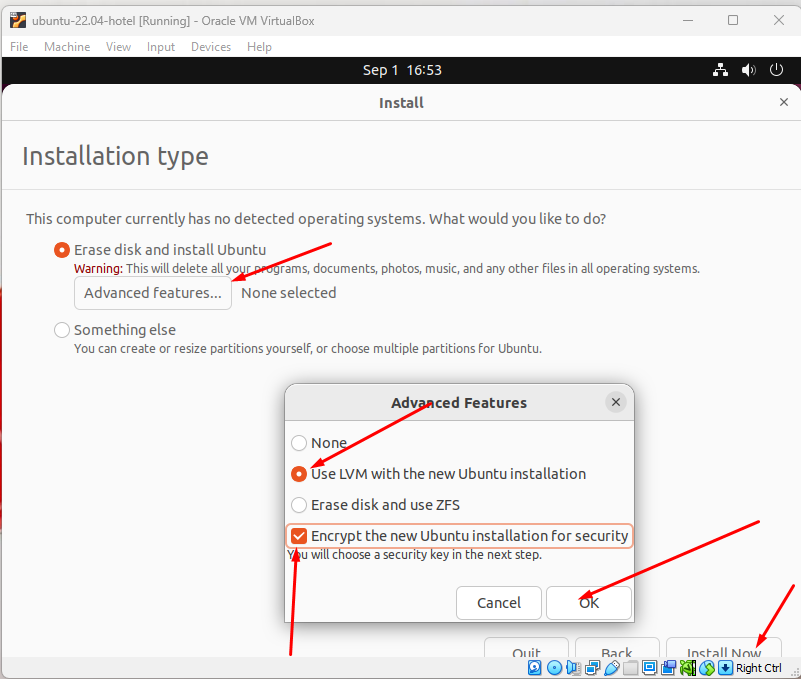 ubuntu-22.04-hotel [Running] - Oracle VM VirtualBox
File Machine View Input Devices Help
Sep 1 16:53
Install
Installation type
This computer currently has no detected operating systems. What would you like to do?
Erase disk and install Ubuntu
Warning: This will delete all your programs, documents, photos, music, and any other files in all operating systems.
Advanced features... None selected
Something else
You can create or resize partitions yourself, or choose multiple partitions for Ubuntu.
Advanced Features
None
Use LVM with the new Ubuntu installation
Erase disk and use ZFS
Encrypt the new Ubuntu installation for security
You will choose a security key in the next step.
Cancel OK
Quit Back Install Now
Right Ctrl